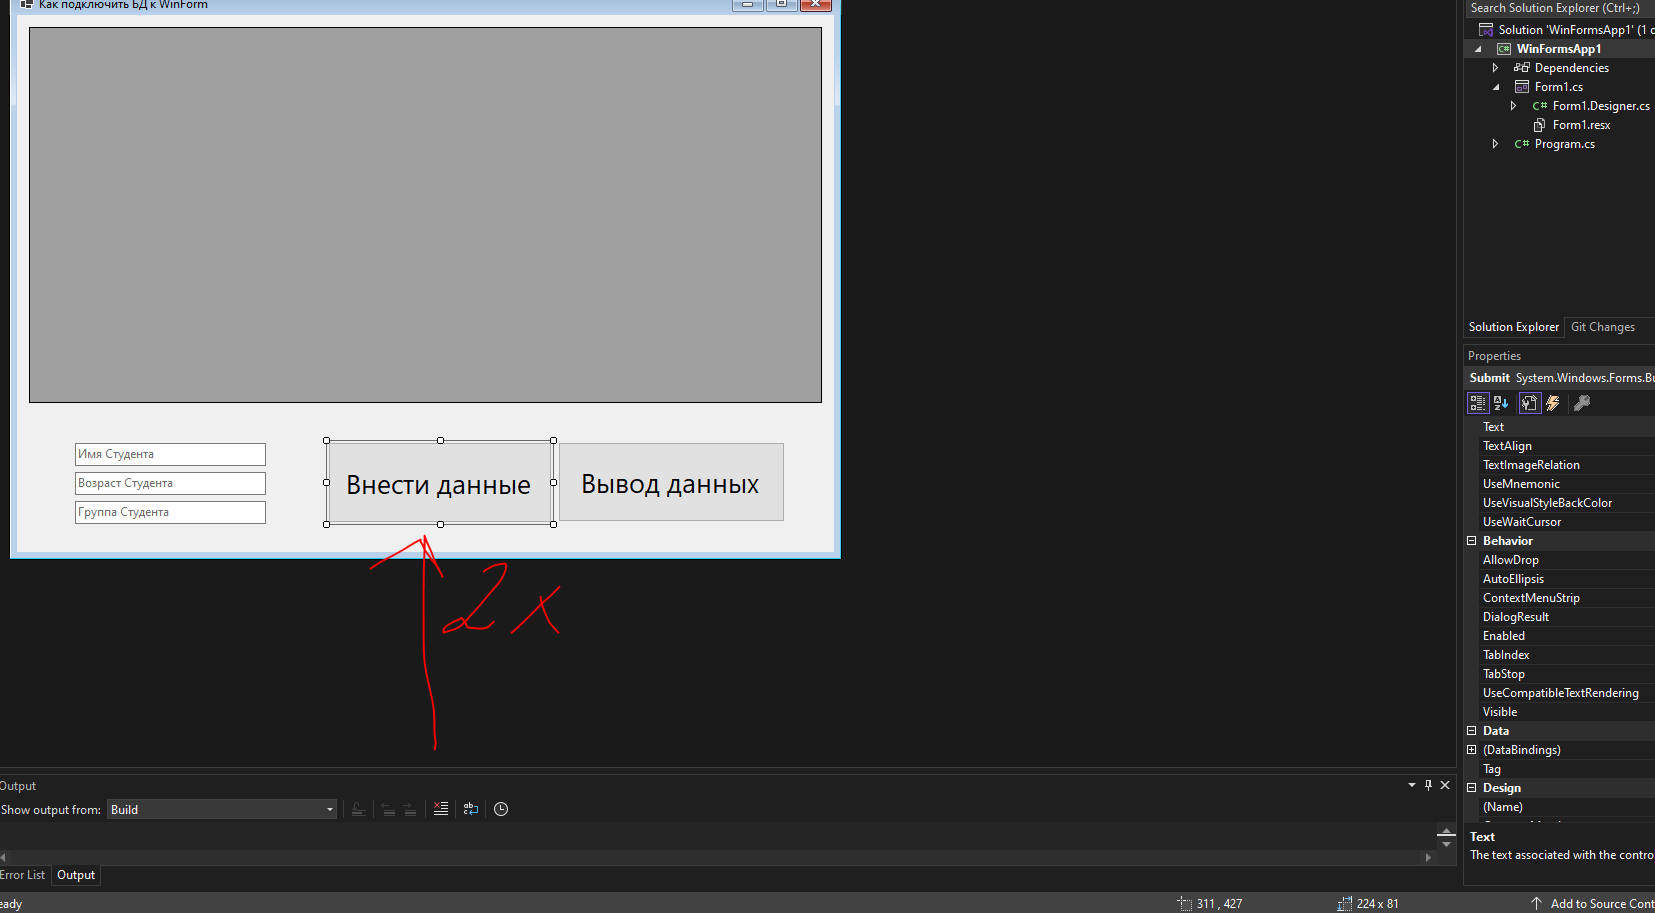 Как подключить БД к WinForm
Имя Студента
Возраст Студента
Группа Студента
Внести данные
Вывод данных
2x
Search Solution Explorer (Ctrl+;)
Solution 'WinFormsApp1' (1 o
C# WinFormsApp1
Dependencies
Form1.cs
C# Form1.Designer.cs
Form1.resx
C# Program.cs
Solution Explorer Git Changes
Properties
Submit System.Windows.Forms.Bu
Text
TextAlign
TextImageRelation
UseMnemonic
UseVisualStyleBackColor
UseWaitCursor
Behavior
AllowDrop
AutoEllipsis
ContextMenuStrip
DialogResult
Enabled
TabIndex
TabStop
UseCompatibleTextRendering
Visible
Data
(DataBindings)
Tag
Design
(Name)
Text
The text associated with the contro
Output
Show output from: Build
Error List Output
eady
311 , 427
224 x 81
Add to Source Cont